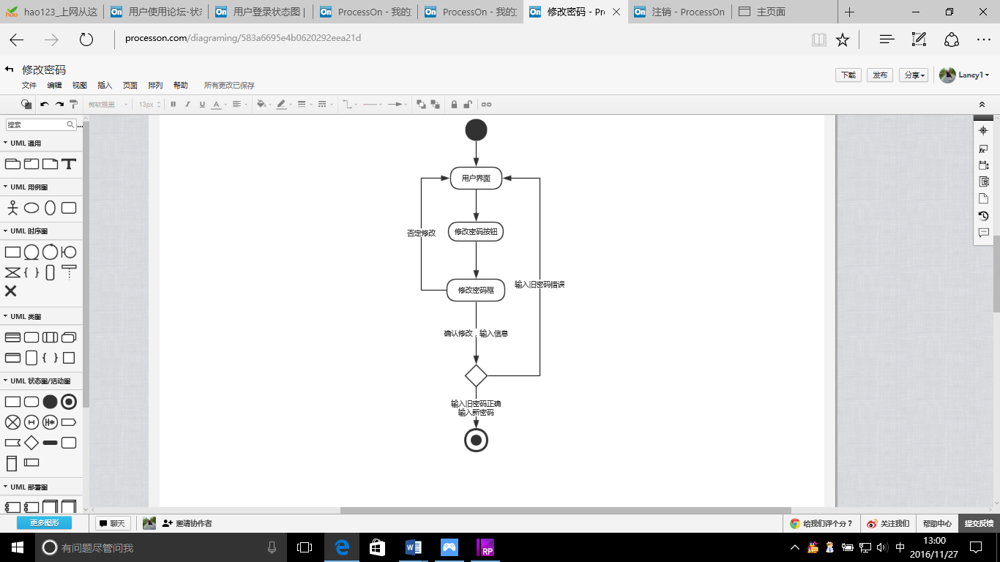 hao123_上网从这
用户使用论坛-状态
用户登录状态图 |
ProcessOn - 我的文
ProcessOn - 我的文
修改密码 - Pro
注销 - ProcessOn
主页面
processon.com/diagraming/583a6695e4b0620292eea21d
修改密码
文件 编辑 视图 插入 页面 排列 帮助 所有更改已保存
下载 发布 分享 Lancy1
微软雅黑 13px B I U A
搜索
UML 通用
UML 用例图
UML 时序图
UML 类图
UML 状态图/活动图
UML 部署图
更多图形
用户界面
否定修改
修改密码按钮
输入旧密码错误
修改密码框
确认修改，输入信息
输入旧密码正确
输入新密码
聊天
邀请协作者
给我们评个分？
关注我们
帮助中心
提交反馈
有问题尽管问我
中
13:00
2016/11/27